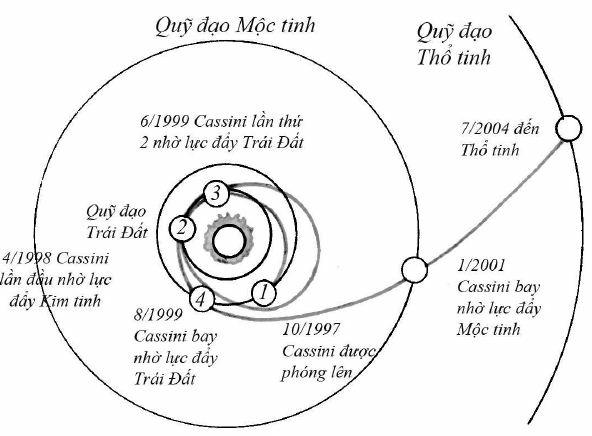 Quỹ đạo Mộc tinh
Quỹ đạo
Thổ tinh
6/1999 Cassini lần thứ
2 nhờ lực đẩy Trái Đất
7/2004 đến
Thổ tinh
3
Quỹ đạo
Trái Đất
2
4/1998 Cassini
lần đầu nhờ lực
đẩy Kim tinh
4
1
8/1999
Cassini bay
nhờ lực đẩy
Trái Đất
10/1997
Cassini được
phóng lên
1/2001
Cassini bay
nhờ lực đẩy
Mộc tinh